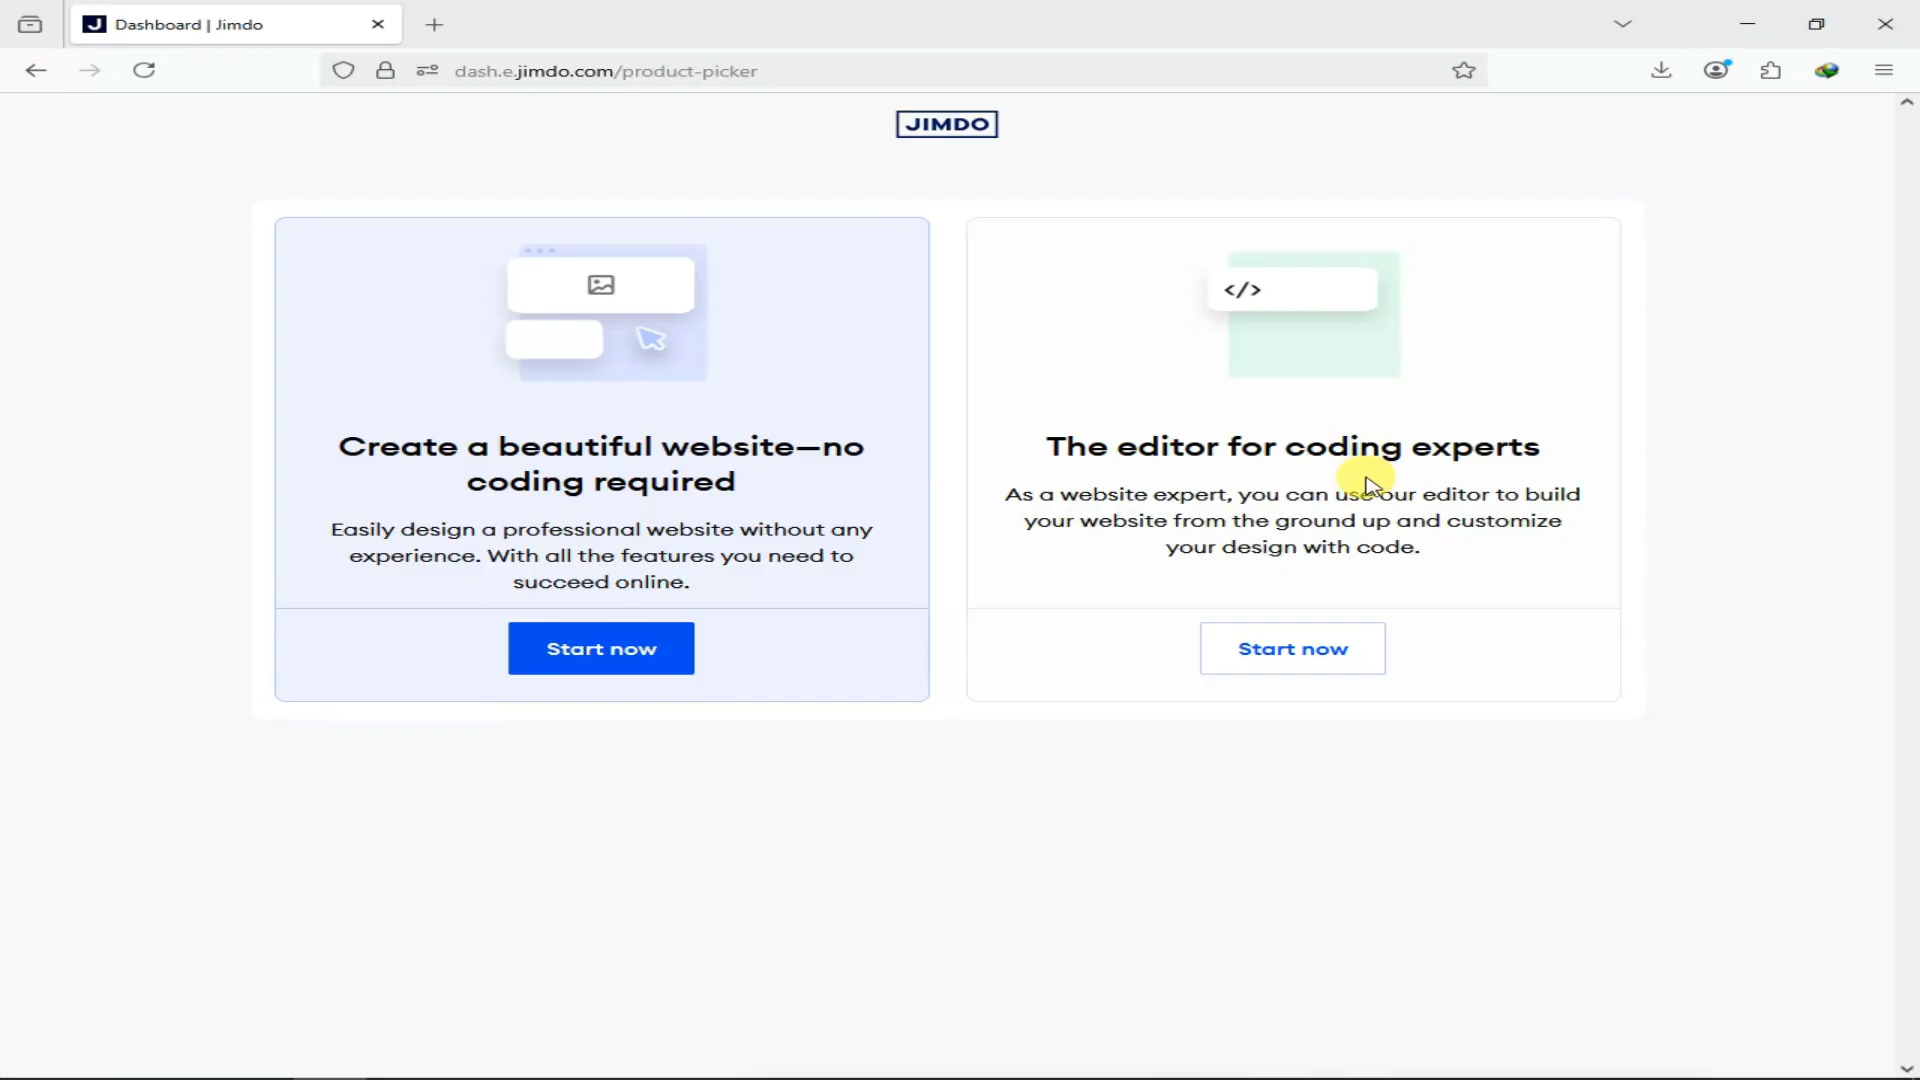 Dashboard | Jimdo
dash.e.jimdo.com/product-picker
JIMDO
Create a beautiful website—no
coding required
Easily design a professional website without any
experience. With all the features you need to
succeed online.
Start now
</>
The editor for coding experts
As a website expert, you can use our editor to build
your website from the ground up and customize
your design with code.
Start now